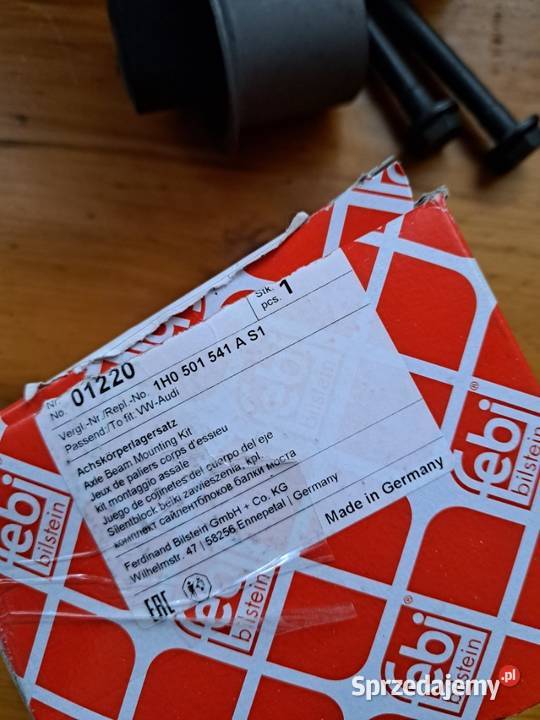 Nr.
No. 01220
Stk.
pcs. 1
Vergl.-Nr./Repl.-No. 1H0 501 541 A S1
Passend:/To fit: VW-Audi
Achskörperlagersatz
Axle Beam Mounting Kit
Jeux de paliers corps d'essieu
kit montaggio assale
Juego de cojinetes del cuerpo del eje
Silentblock belki zawieszenia, kpl.
комплект сайлентблоков балки моста
Ferdinand Bilstein GmbH + Co. KG
Wilhelmstr. 47 | 58256 Ennepetal | Germany
Made in Germany
EAC
febi®
bilstein
febi
bilstein
febi
bilstein
febi®
bilstein
Sprzedajemy.pl